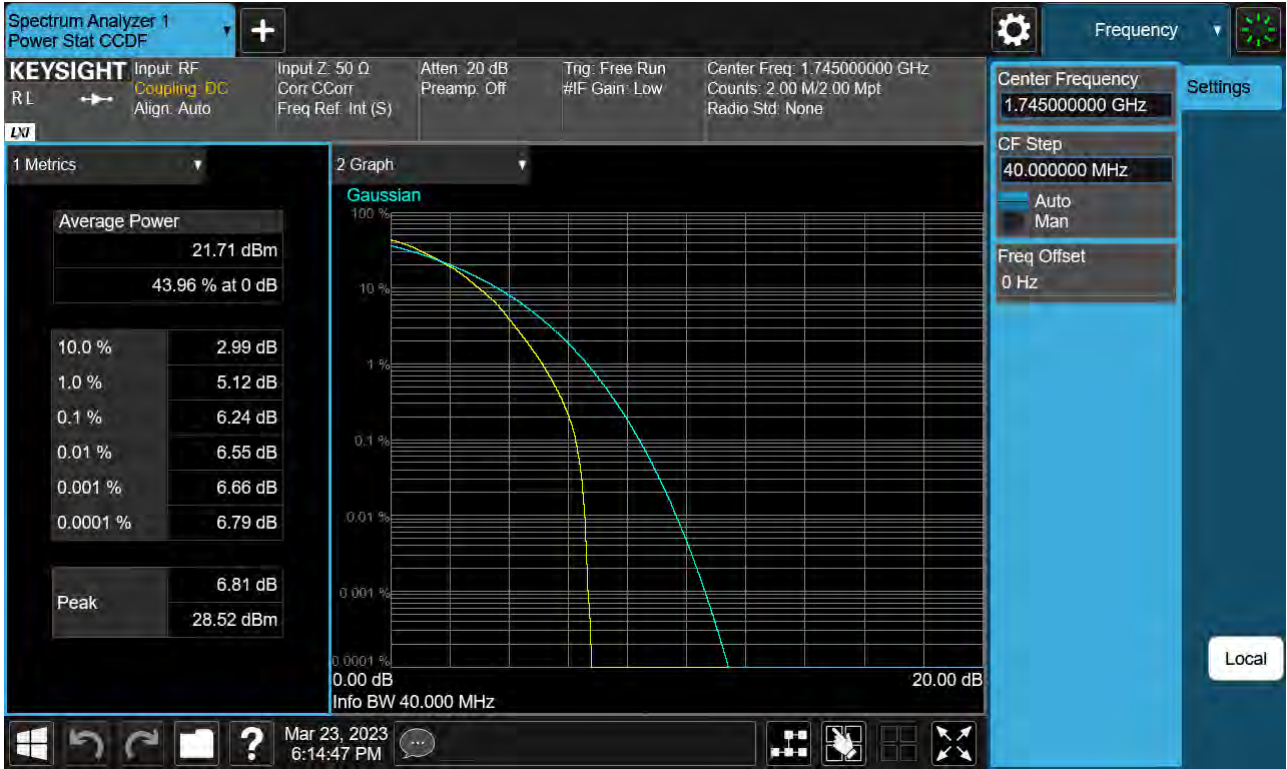 Spectrum Analyzer 1
Power Stat CCDF
Frequency
KEYSIGHT
R L
LXI
Input: RF
Coupling: DC
Align: Auto
Input Z: 50 Ω
Corr CCorr
Freq Ref: Int (S)
Atten: 20 dB
Preamp: Off
Trig: Free Run
#IF Gain: Low
Center Freq: 1.745000000 GHz
Counts: 2.00 M/2.00 Mpt
Radio Std: None
Center Frequency
1.745000000 GHz
Settings
CF Step
40.000000 MHz
Auto
Man
Freq Offset
0 Hz
Local
1 Metrics
Average Power
21.71 dBm
43.96 % at 0 dB
10.0 % 2.99 dB
1.0 % 5.12 dB
0.1 % 6.24 dB
0.01 % 6.55 dB
0.001 % 6.66 dB
0.0001 % 6.79 dB
Peak
6.81 dB
28.52 dBm
2 Graph
Gaussian
100 %
10 %
1 %
0.1 %
0.01 %
0.001 %
0.0001 %
0.00 dB
20.00 dB
Info BW 40.000 MHz
?
Mar 23, 2023
6:14:47 PM